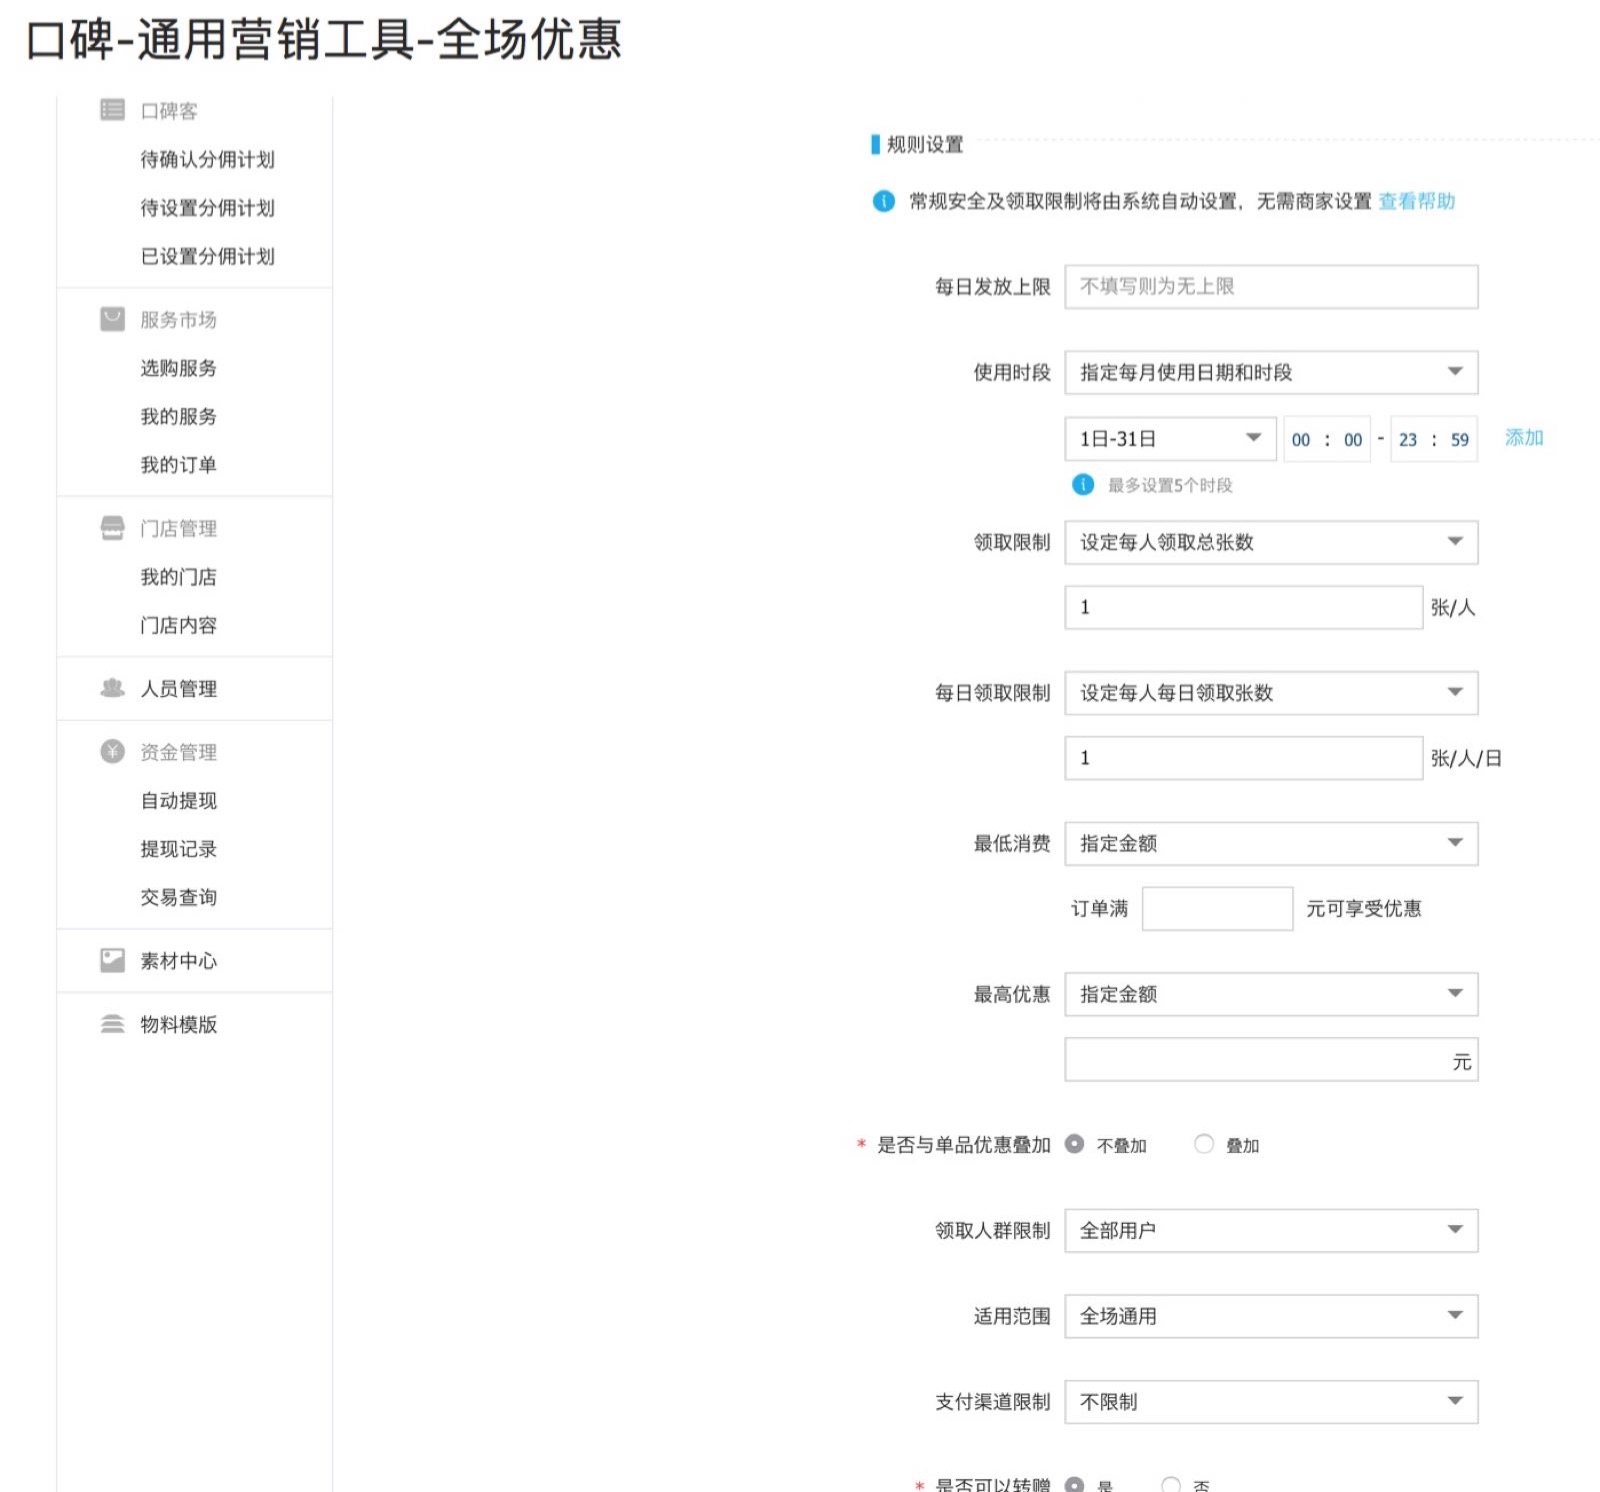 口碑-通用营销工具-全场优惠
口碑客
待确认分佣计划
待设置分佣计划
已设置分佣计划
服务市场
选购服务
我的服务
我的订单
门店管理
我的门店
门店内容
人员管理
资金管理
自动提现
提现记录
交易查询
素材中心
物料模版
规则设置
常规安全及领取限制将由系统自动设置，无需商家设置 查看帮助
每日发放上限 不填写则为无上限
使用时段 指定每月使用日期和时段
1日-31日 00 : 00 - 23 : 59 添加
最多设置5个时段
领取限制 设定每人领取总张数
1 张/人
每日领取限制 设定每人每日领取张数
1 张/人/日
最低消费 指定金额
订单满 元可享受优惠
最高优惠 指定金额
元
* 是否与单品优惠叠加 不叠加 叠加
领取人群限制 全部用户
适用范围 全场通用
支付渠道限制 不限制
* 是否可以转赠 是 否